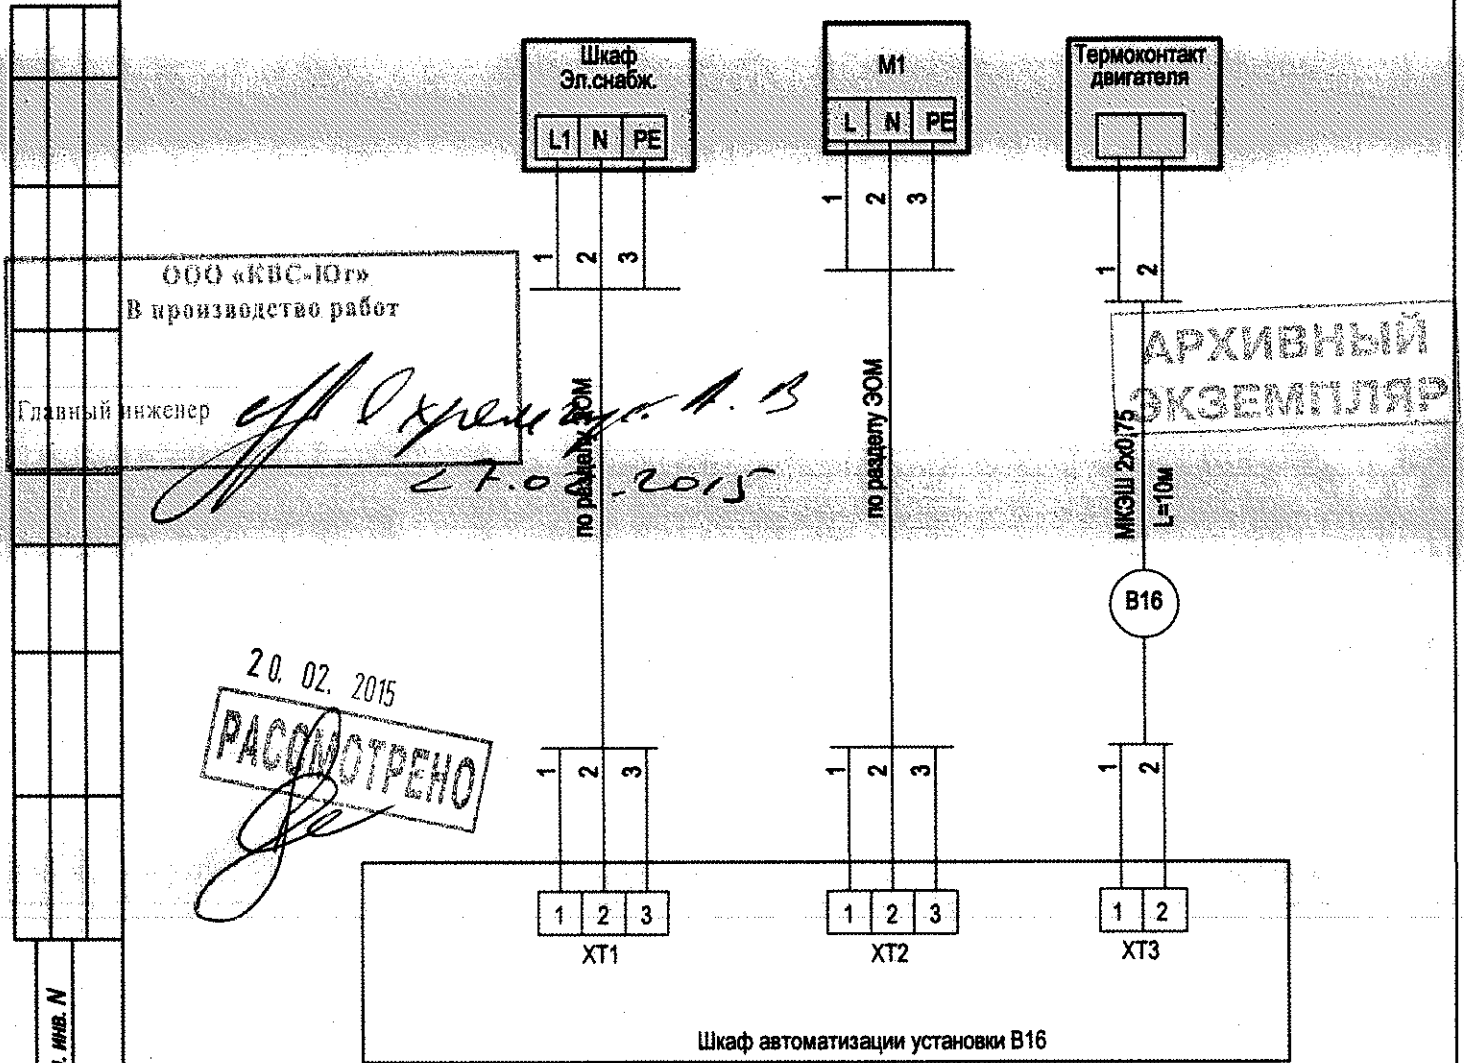 Шкаф
Эл.снабж.
L1 N PE
М1
L N PE
Термоконтакт
двигателя
1 2 3
1 2 3
1 2
ООО «КВС-Юг»
В производство работ
Главный инженер
А. В
2015
по разделу ЭОМ
по разделу ЭОМ
МКЭШ 2х0,75
L=10м
АРХИВНЫЙ
ЭКЗЕМПЛЯР
В16
20. 02. 2015
РАССМОТРЕНО
1 2 3
1 2 3
1 2
1 2 3
XT1
1 2 3
XT2
1 2
XT3
Шкаф автоматизации установки В16
инв. N